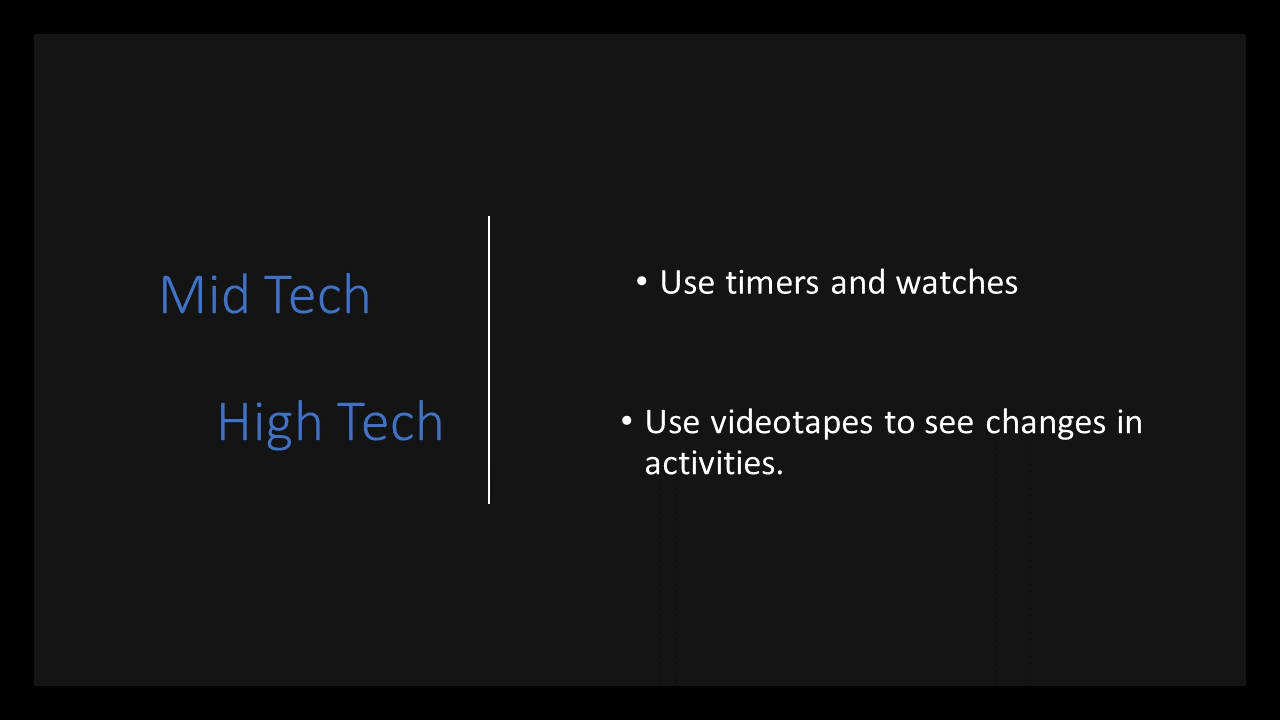 Mid Tech
• Use timers and watches
High Tech
• Use videotapes to see changes in
activities.